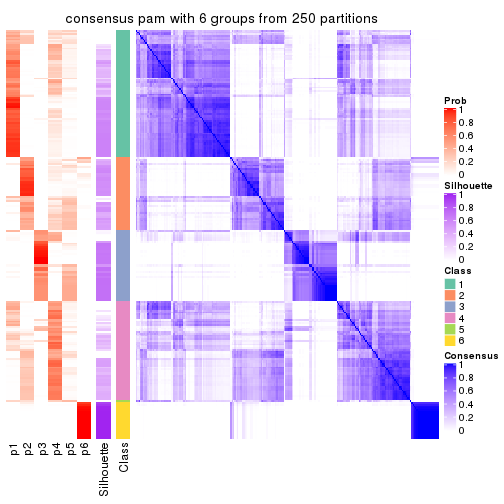 consensus pam with 6 groups from 250 partitions
Prob
1
0.8
0.6
0.4
0.2
0
Silhouette
1
0.8
0.6
0.4
0.2
0
Class
1
2
3
4
5
6
Consensus
1
0.8
0.6
0.4
0.2
0
p1
p2
p3
p4
p5
p6
Silhouette
Class